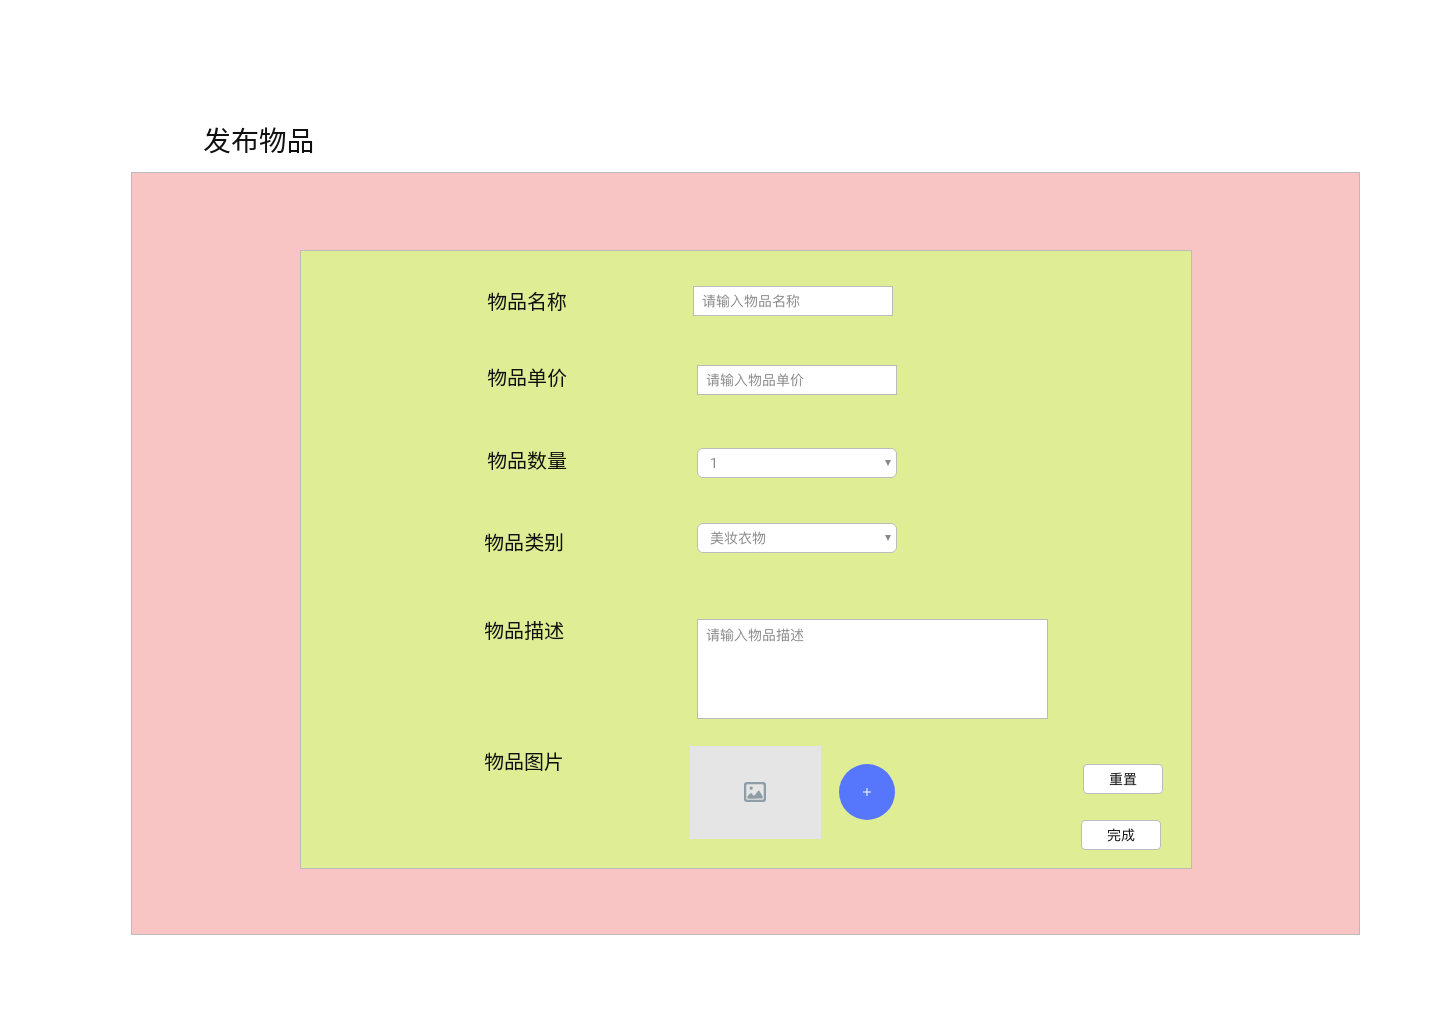 发布物品
物品名称
请输入物品名称
物品单价
请输入物品单价
物品数量
1
物品类别
美妆衣物
物品描述
请输入物品描述
物品图片
+
重置
完成